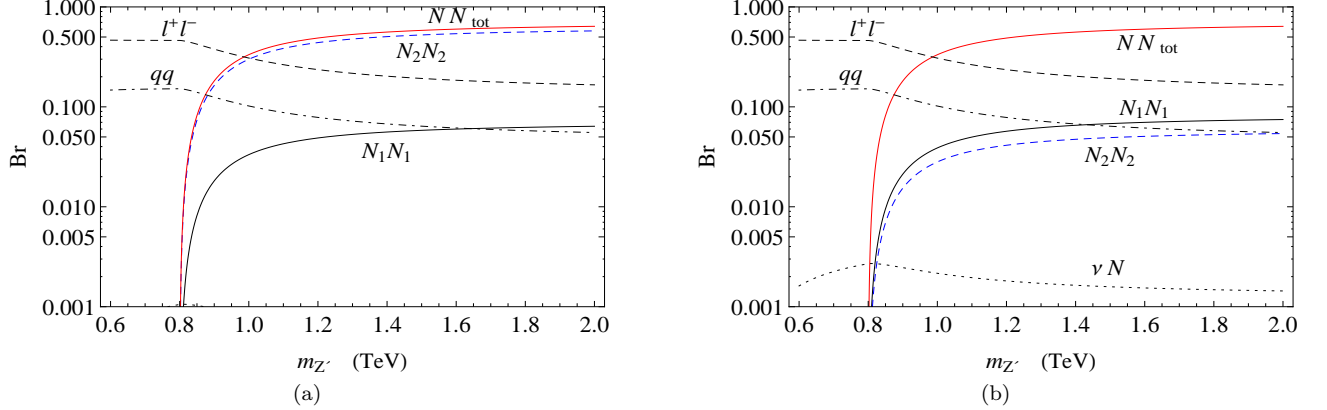 1.000
0.500
0.100
0.050
0.010
0.005
0.001
Br
l⁺l⁻
qq
N N tot
N₂N₂
N₁N₁
0.6 0.8 1.0 1.2 1.4 1.6 1.8 2.0
m_Z′ (TeV)
(a)
1.000
0.500
0.100
0.050
0.010
0.005
0.001
Br
l⁺l⁻
qq
N N tot
N₁N₁
N₂N₂
ν N
0.6 0.8 1.0 1.2 1.4 1.6 1.8 2.0
m_Z′ (TeV)
(b)